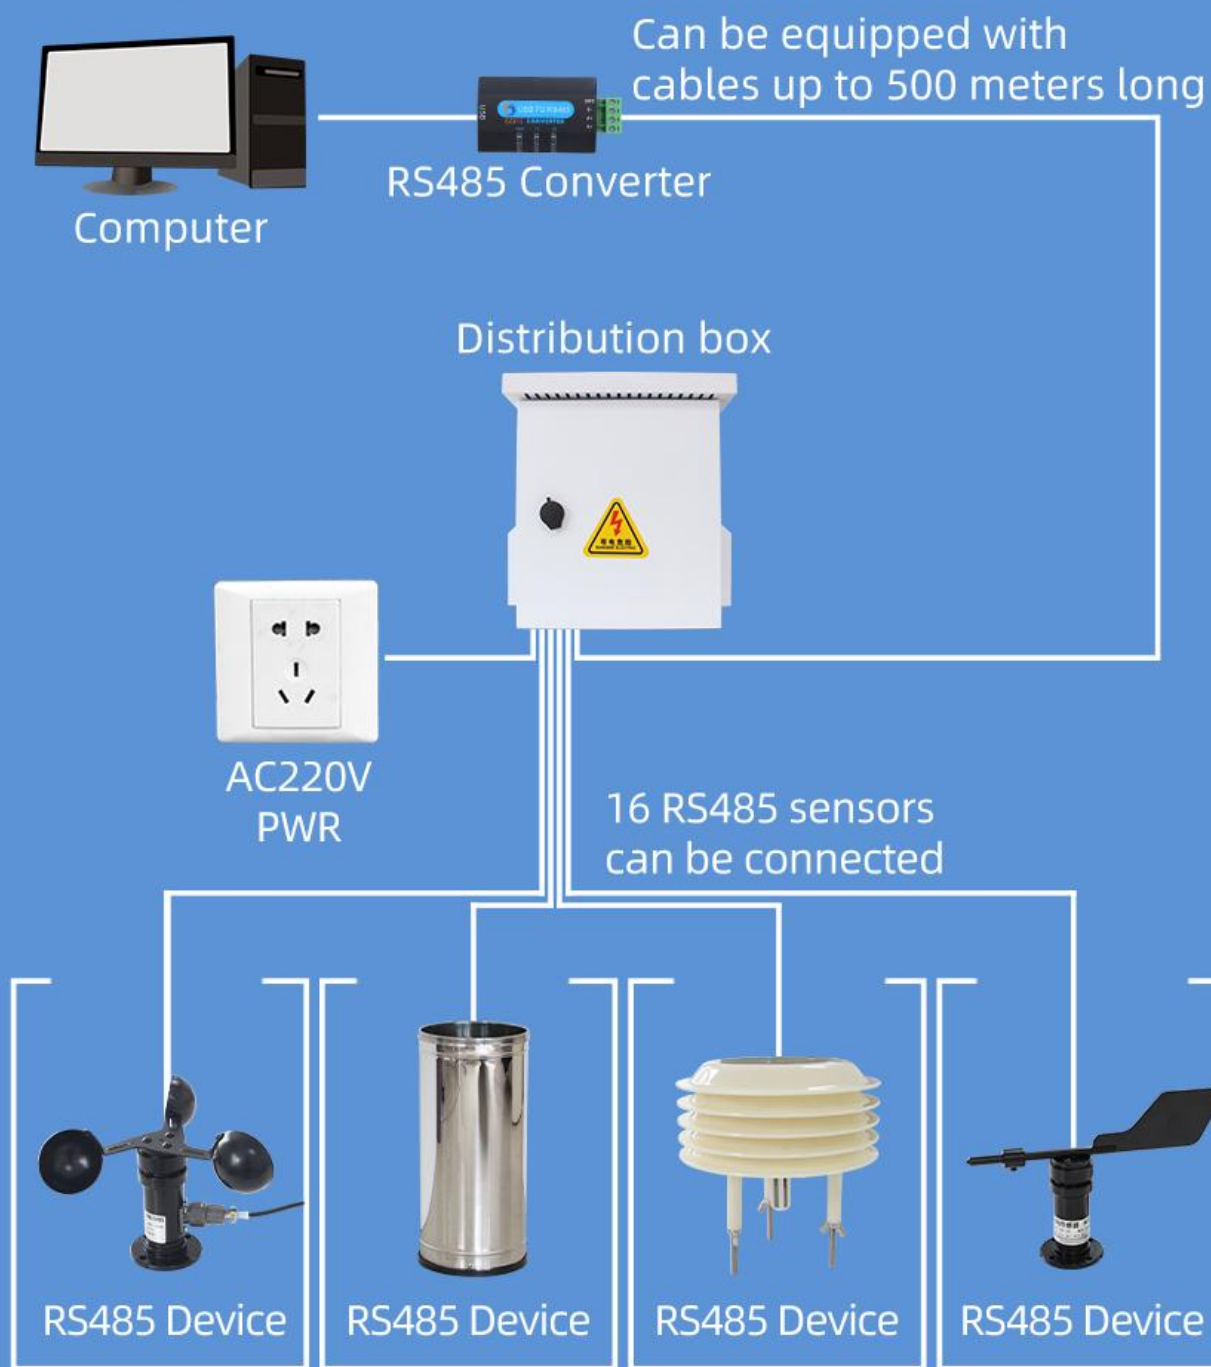 Can be equipped with
cables up to 500 meters long
USB
RS485 Converter
Computer
Distribution box
AC220V
PWR
16 RS485 sensors
can be connected
RS485 Device
RS485 Device
RS485 Device
RS485 Device